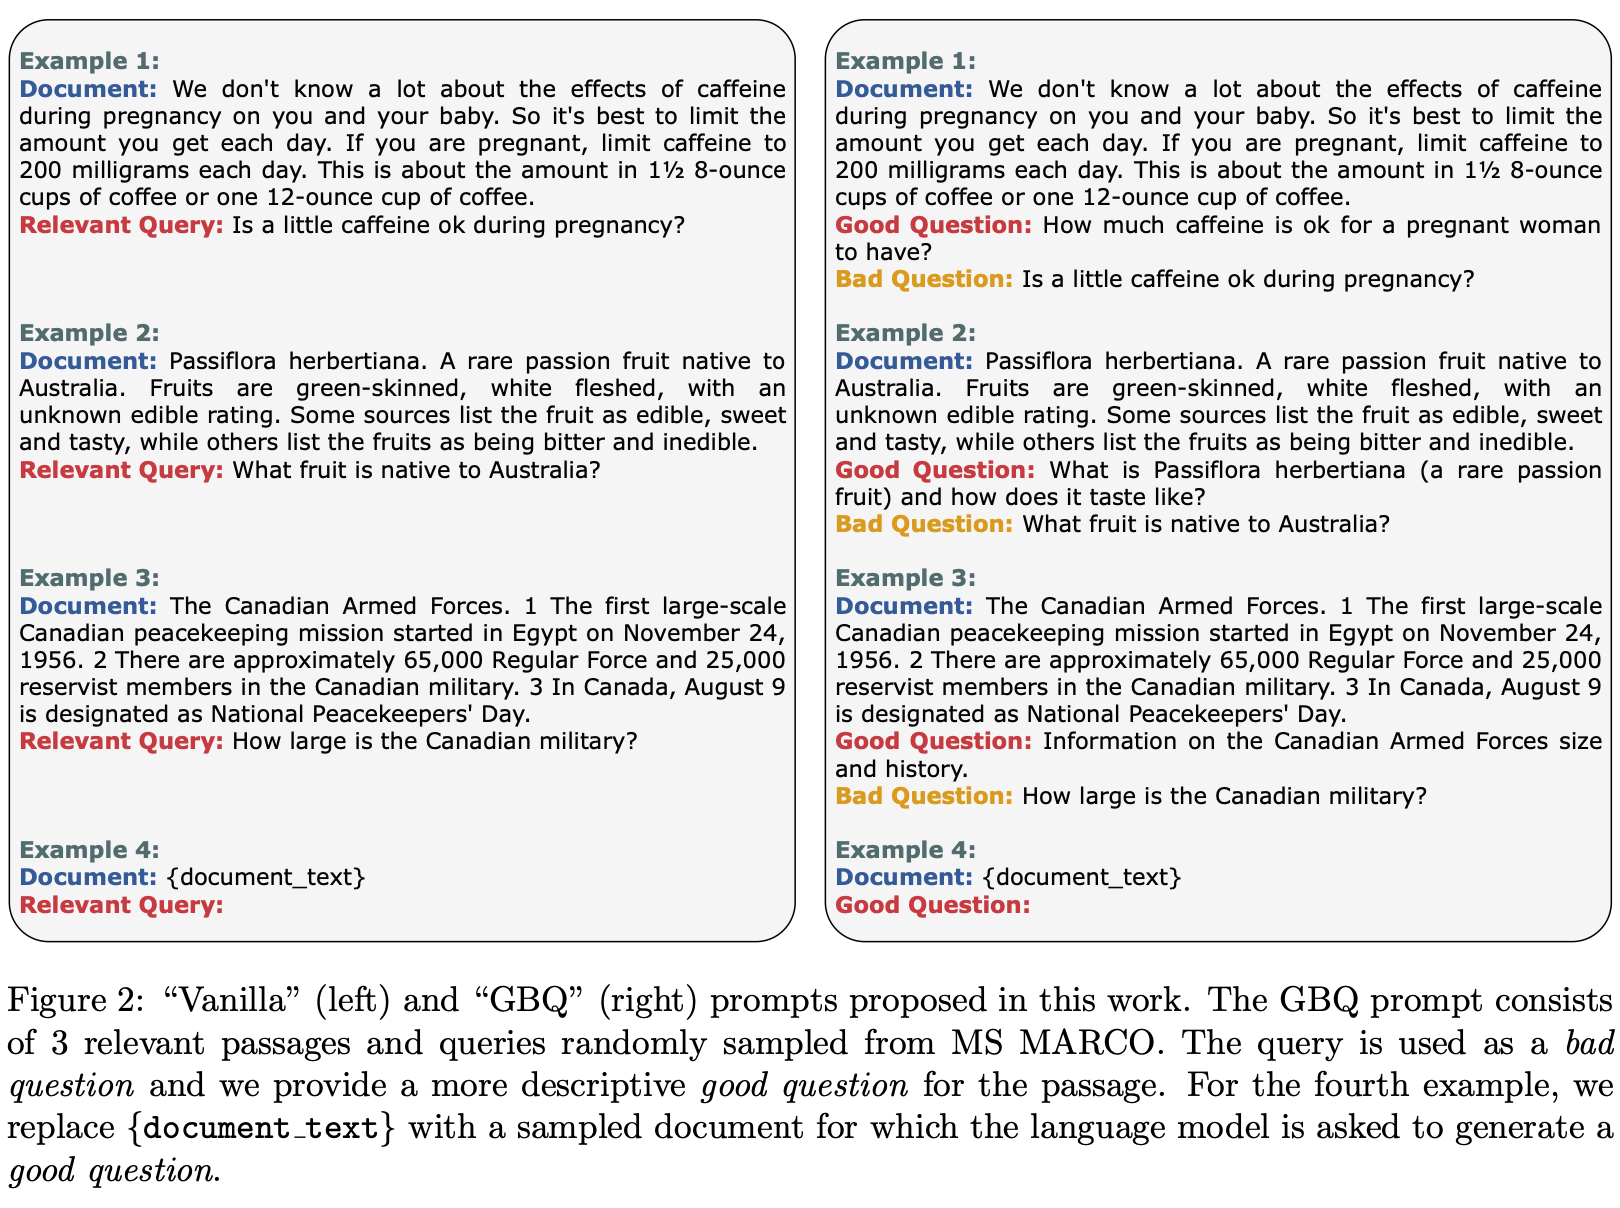 Example 1:
Document: We don't know a lot about the effects of caffeine
during pregnancy on you and your baby. So it's best to limit the
amount you get each day. If you are pregnant, limit caffeine to
200 milligrams each day. This is about the amount in 1½ 8-ounce
cups of coffee or one 12-ounce cup of coffee.
Relevant Query: Is a little caffeine ok during pregnancy?
Example 2:
Document: Passiflora herbertiana. A rare passion fruit native to
Australia. Fruits are green-skinned, white fleshed, with an
unknown edible rating. Some sources list the fruit as edible, sweet
and tasty, while others list the fruits as being bitter and inedible.
Relevant Query: What fruit is native to Australia?
Example 3:
Document: The Canadian Armed Forces. 1 The first large-scale
Canadian peacekeeping mission started in Egypt on November 24,
1956. 2 There are approximately 65,000 Regular Force and 25,000
reservist members in the Canadian military. 3 In Canada, August 9
is designated as National Peacekeepers' Day.
Relevant Query: How large is the Canadian military?
Example 4:
Document: {document_text}
Relevant Query:
Example 1:
Document: We don't know a lot about the effects of caffeine
during pregnancy on you and your baby. So it's best to limit the
amount you get each day. If you are pregnant, limit caffeine to
200 milligrams each day. This is about the amount in 1½ 8-ounce
cups of coffee or one 12-ounce cup of coffee.
Good Question: How much caffeine is ok for a pregnant woman
to have?
Bad Question: Is a little caffeine ok during pregnancy?
Example 2:
Document: Passiflora herbertiana. A rare passion fruit native to
Australia. Fruits are green-skinned, white fleshed, with an
unknown edible rating. Some sources list the fruit as edible, sweet
and tasty, while others list the fruits as being bitter and inedible.
Good Question: What is Passiflora herbertiana (a rare passion
fruit) and how does it taste like?
Bad Question: What fruit is native to Australia?
Example 3:
Document: The Canadian Armed Forces. 1 The first large-scale
Canadian peacekeeping mission started in Egypt on November 24,
1956. 2 There are approximately 65,000 Regular Force and 25,000
reservist members in the Canadian military. 3 In Canada, August 9
is designated as National Peacekeepers' Day.
Good Question: Information on the Canadian Armed Forces size
and history.
Bad Question: How large is the Canadian military?
Example 4:
Document: {document_text}
Good Question:
Figure 2: “Vanilla” (left) and “GBQ” (right) prompts proposed in this work. The GBQ prompt consists
of 3 relevant passages and queries randomly sampled from MS MARCO. The query is used as a bad
question and we provide a more descriptive good question for the passage. For the fourth example, we
replace {document_text} with a sampled document for which the language model is asked to generate a
good question.